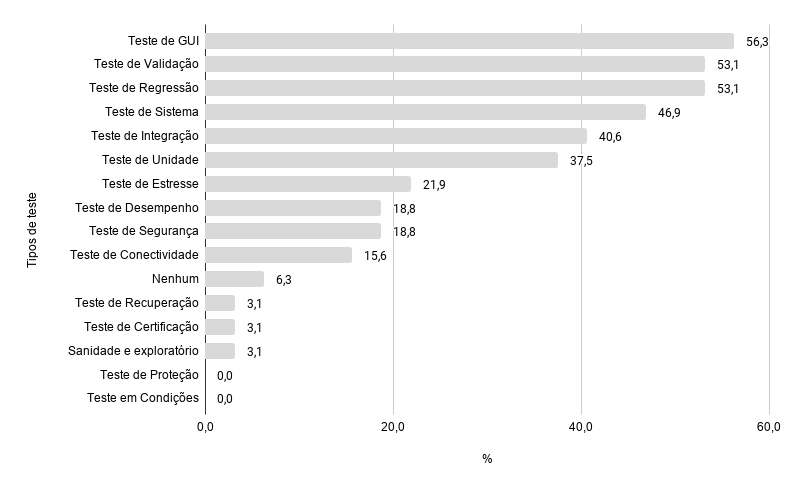 Tipos de teste
Teste de GUI 56,3
Teste de Validação 53,1
Teste de Regressão 53,1
Teste de Sistema 46,9
Teste de Integração 40,6
Teste de Unidade 37,5
Teste de Estresse 21,9
Teste de Desempenho 18,8
Teste de Segurança 18,8
Teste de Conectividade 15,6
Nenhum 6,3
Teste de Recuperação 3,1
Teste de Certificação 3,1
Sanidade e exploratório 3,1
Teste de Proteção 0,0
Teste em Condições 0,0
0,0 20,0 40,0 60,0
%